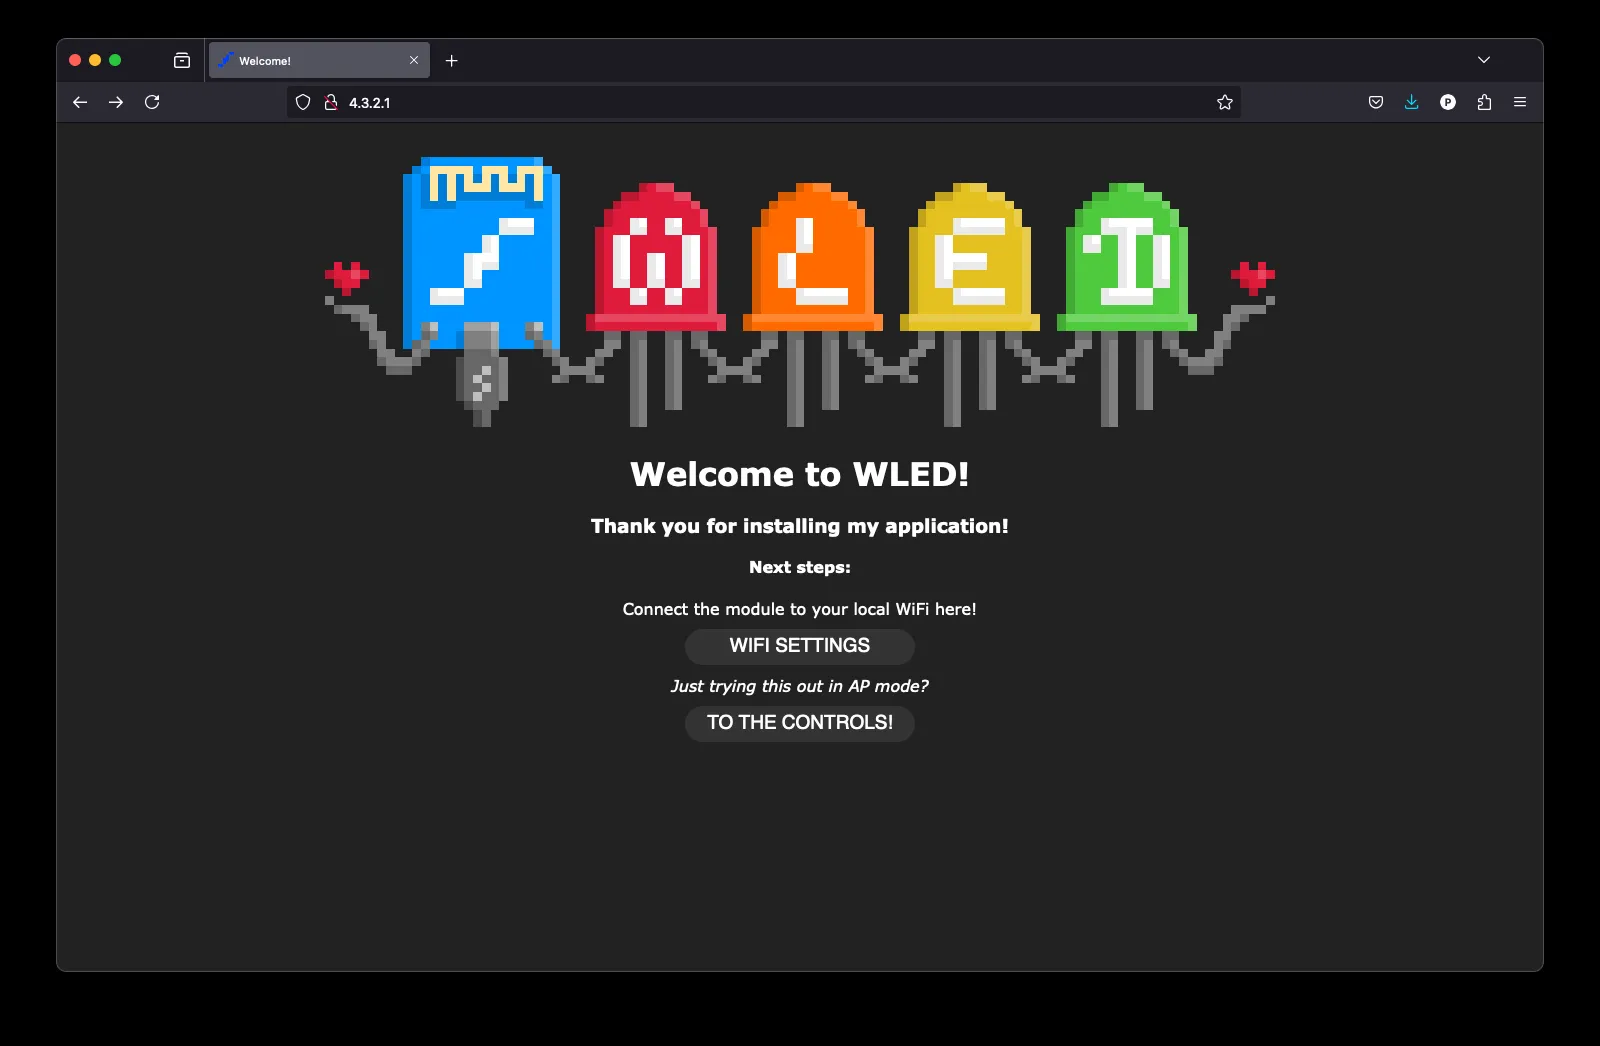 Welcome!
4.3.2.1
P
WLED
Welcome to WLED!
Thank you for installing my application!
Next steps:
Connect the module to your local WiFi here!
WIFI SETTINGS
Just trying this out in AP mode?
TO THE CONTROLS!